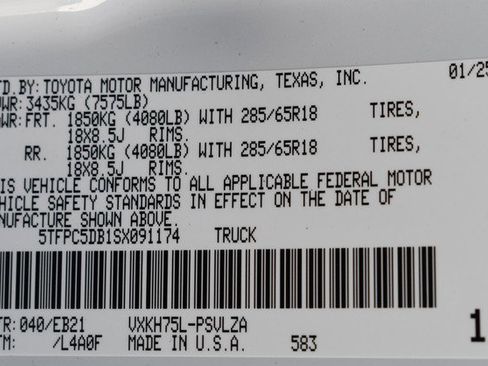 TD.BY: TOYOTA MOTOR MANUFACTURING, TEXAS, INC. 01/25
WR: 3435KG (7575LB)
WR: FRT. 1850KG (4080LB) WITH 285/65R18 TIRES,
18X8.5J RIMS.
RR. 1850KG (4080LB) WITH 285/65R18 TIRES,
18X8.5J RIMS.
IS VEHICLE CONFORMS TO ALL APPLICABLE FEDERAL MOTOR
HICLE SAFETY STANDARDS IN EFFECT ON THE DATE OF
NUFACTURE SHOWN ABOVE.
5TFPC5DB1SX091174 TRUCK
TR: 040/EB21 VXKH75L-PSVLZA 1
TM: /L4A0F MADE IN U.S.A. 583